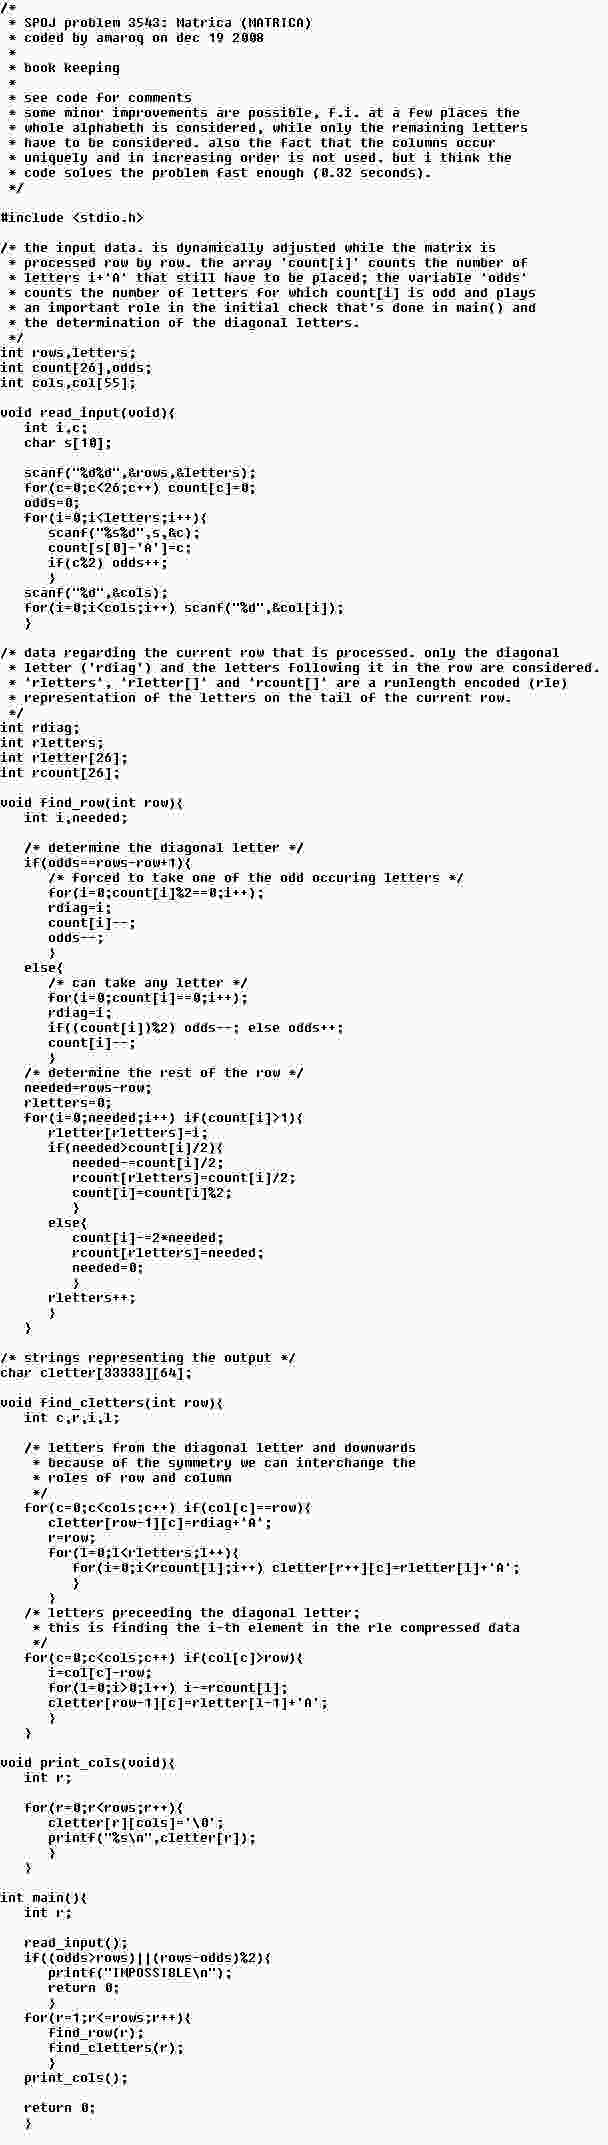 /*
 * SPOJ problem 3543: Matrica (MATRICA)
 * coded by amaroq on dec 19 2008
 *
 * book keeping
 *
 * see code for comments
 * some minor improvements are possible, f.i. at a few places the
 * whole alphabeth is considered, while only the remaining letters
 * have to be considered. also the fact that the columns occur
 * uniquely and in increasing order is not used. but i think the
 * code solves the problem fast enough (0.32 seconds).
 */

#include <stdio.h>

/* the input data. is dynamically adjusted while the matrix is
 * processed row by row. the array 'count[i]' counts the number of
 * letters i+'A' that still have to be placed; the variable 'odds'
 * counts the number of letters for which count[i] is odd and plays
 * an important role in the initial check that's done in main() and
 * the determination of the diagonal letters.
 */
int rows,letters;
int count[26],odds;
int cols,col[55];

void read_input(void){
   int i,c;
   char s[10];

   scanf("%d%d",&rows,&letters);
   for(c=0;c<26;c++) count[c]=0;
   odds=0;
   for(i=0;i<letters;i++){
      scanf("%s%d",s,&c);
      count[s[0]-'A']=c;
      if(c%2) odds++;
      }
   scanf("%d",&cols);
   for(i=0;i<cols;i++) scanf("%d",&col[i]);
   }

/* data regarding the current row that is processed. only the diagonal
 * letter ('rdiag') and the letters following it in the row are considered.
 * 'rletters', 'rletter[]' and 'rcount[]' are a runlength encoded (rle)
 * representation of the letters on the tail of the current row.
 */
int rdiag;
int rletters;
int rletter[26];
int rcount[26];

void find_row(int row){
   int i,needed;

   /* determine the diagonal letter */
   if(odds==rows-row+1){
      /* forced to take one of the odd occuring letters */
      for(i=0;count[i]%2==0;i++);
      rdiag=i;
      count[i]--;
      odds--;
      }
   else{
      /* can take any letter */
      for(i=0;count[i]==0;i++);
      rdiag=i;
      if((count[i])%2) odds--; else odds++;
      count[i]--;
      }
   /* determine the rest of the row */
   needed=rows-row;
   rletters=0;
   for(i=0;needed;i++) if(count[i]>1){
      rletter[rletters]=i;
      if(needed>count[i]/2){
         needed-=count[i]/2;
         rcount[rletters]=count[i]/2;
         count[i]=count[i]%2;
         }
      else{
         count[i]-=2*needed;
         rcount[rletters]=needed;
         needed=0;
         }
      rletters++;
      }
   }

/* strings representing the output */
char cletter[33333][64];

void find_cletters(int row){
   int c,r,i,l;

   /* letters from the diagonal letter and downwards
    * because of the symmetry we can interchange the
    * roles of row and column
    */
   for(c=0;c<cols;c++) if(col[c]==row){
      cletter[row-1][c]=rdiag+'A';
      r=row;
      for(l=0;l<rletters;l++){
         for(i=0;i<rcount[l];i++) cletter[r++][c]=rletter[l]+'A';
         }
      }
   /* letters preceeding the diagonal letter;
    * this is finding the i-th element in the rle compressed data
    */
   for(c=0;c<cols;c++) if(col[c]>row){
      i=col[c]-row;
      for(l=0;i>0;l++) i-=rcount[l];
      cletter[row-1][c]=rletter[l-1]+'A';
      }
   }

void print_cols(void){
   int r;

   for(r=0;r<rows;r++){
      cletter[r][cols]='\0';
      printf("%s\n",cletter[r]);
      }
   }

int main(){
   int r;

   read_input();
   if((odds>rows)||(rows-odds)%2){
      printf("IMPOSSIBLE\n");
      return 0;
      }
   for(r=1;r<=rows;r++){
      find_row(r);
      find_cletters(r);
      }
   print_cols();

   return 0;
   }